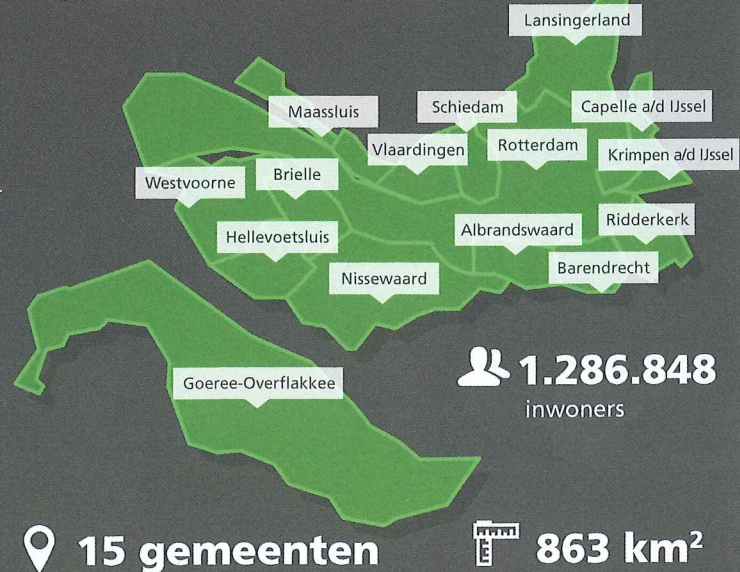 Lansingerland
Maassluis
Schiedam
Capelle a/d IJssel
Vlaardingen
Rotterdam
Krimpen a/d IJssel
Westvoorne
Brielle
Hellevoetsluis
Albrandswaard
Ridderkerk
Nissewaard
Barendrecht
Goeree-Overflakkee
1.286.848
inwoners
15 gemeenten
863 km²